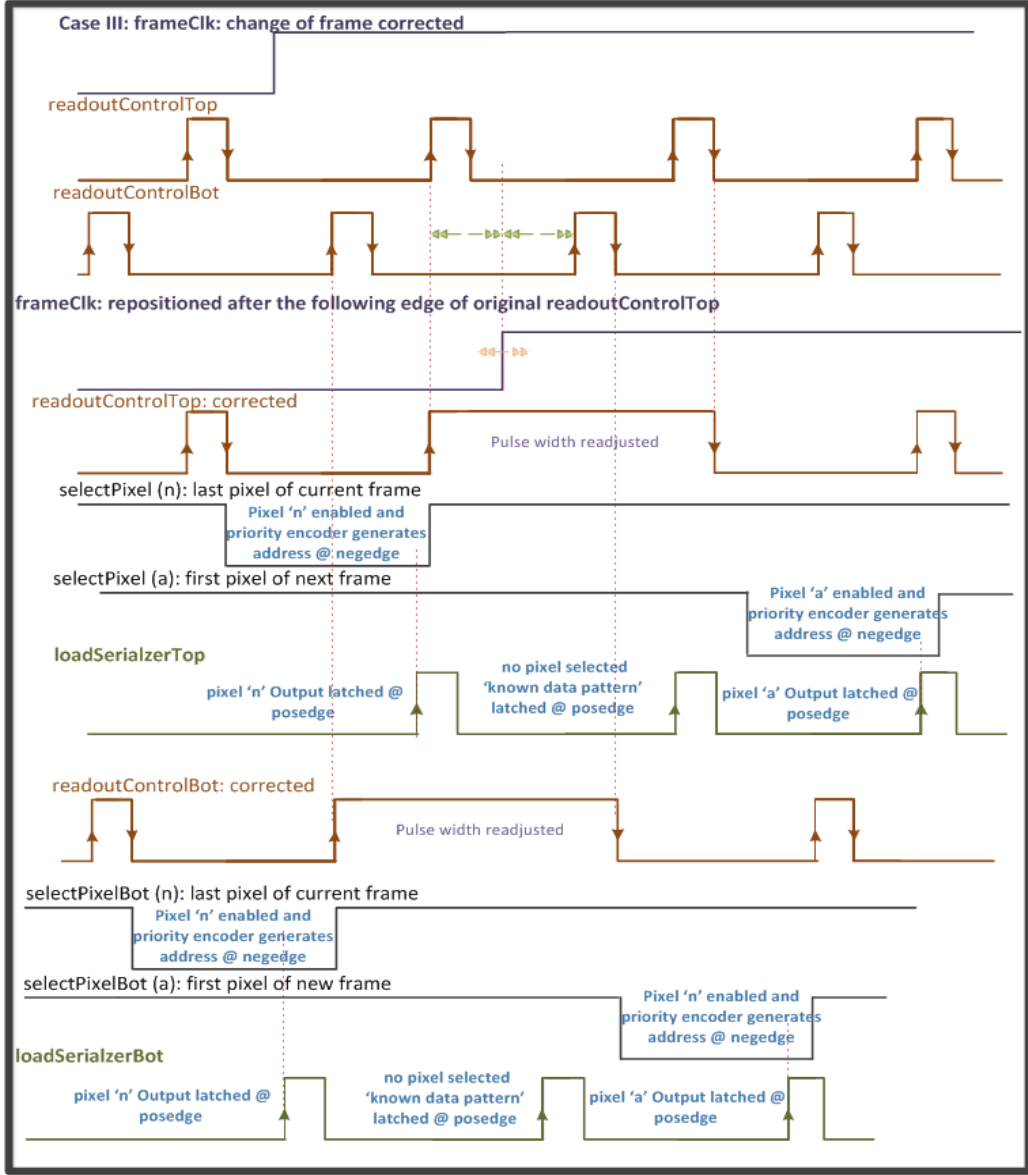 Case III: frameClk: change of frame corrected
readoutControlTop
readoutControlBot
frameClk: repositioned after the following edge of original readoutControlTop
readoutControlTop: corrected
Pulse width readjusted
selectPixel (n): last pixel of current frame
Pixel ‘n’ enabled and
priority encoder generates
address @ negedge
selectPixel (a): first pixel of next frame
Pixel ‘a’ enabled and
priority encoder generates
address @ negedge
loadSerialzerTop
pixel ‘n’ Output latched @
posedge
no pixel selected
‘known data pattern’
latched @ posedge
pixel ‘a’ Output latched @
posedge
readoutControlBot: corrected
Pulse width readjusted
selectPixelBot (n): last pixel of current frame
Pixel ‘n’ enabled and
priority encoder generates
address @ negedge
selectPixelBot (a): first pixel of new frame
Pixel ‘n’ enabled and
priority encoder generates
address @ negedge
loadSerialzerBot
pixel ‘n’ Output latched @
posedge
no pixel selected
‘known data pattern’
latched @ posedge
pixel ‘a’ Output latched @
posedge